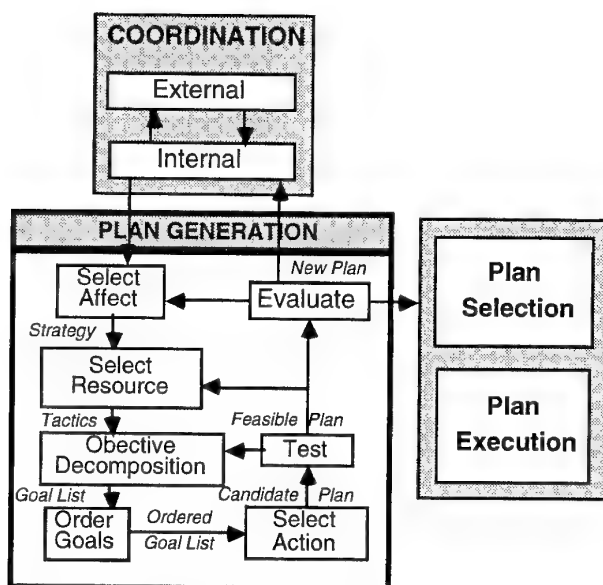 COORDINATION
External
Internal
PLAN GENERATION
New Plan
Select
Affect
Evaluate
Strategy
Select
Resource
Tactics
Feasible Plan
Obective
Decomposition
Test
Goal List
Candidate Plan
Order
Goals
Ordered
Goal List
Select
Action
Plan
Selection
Plan
Execution